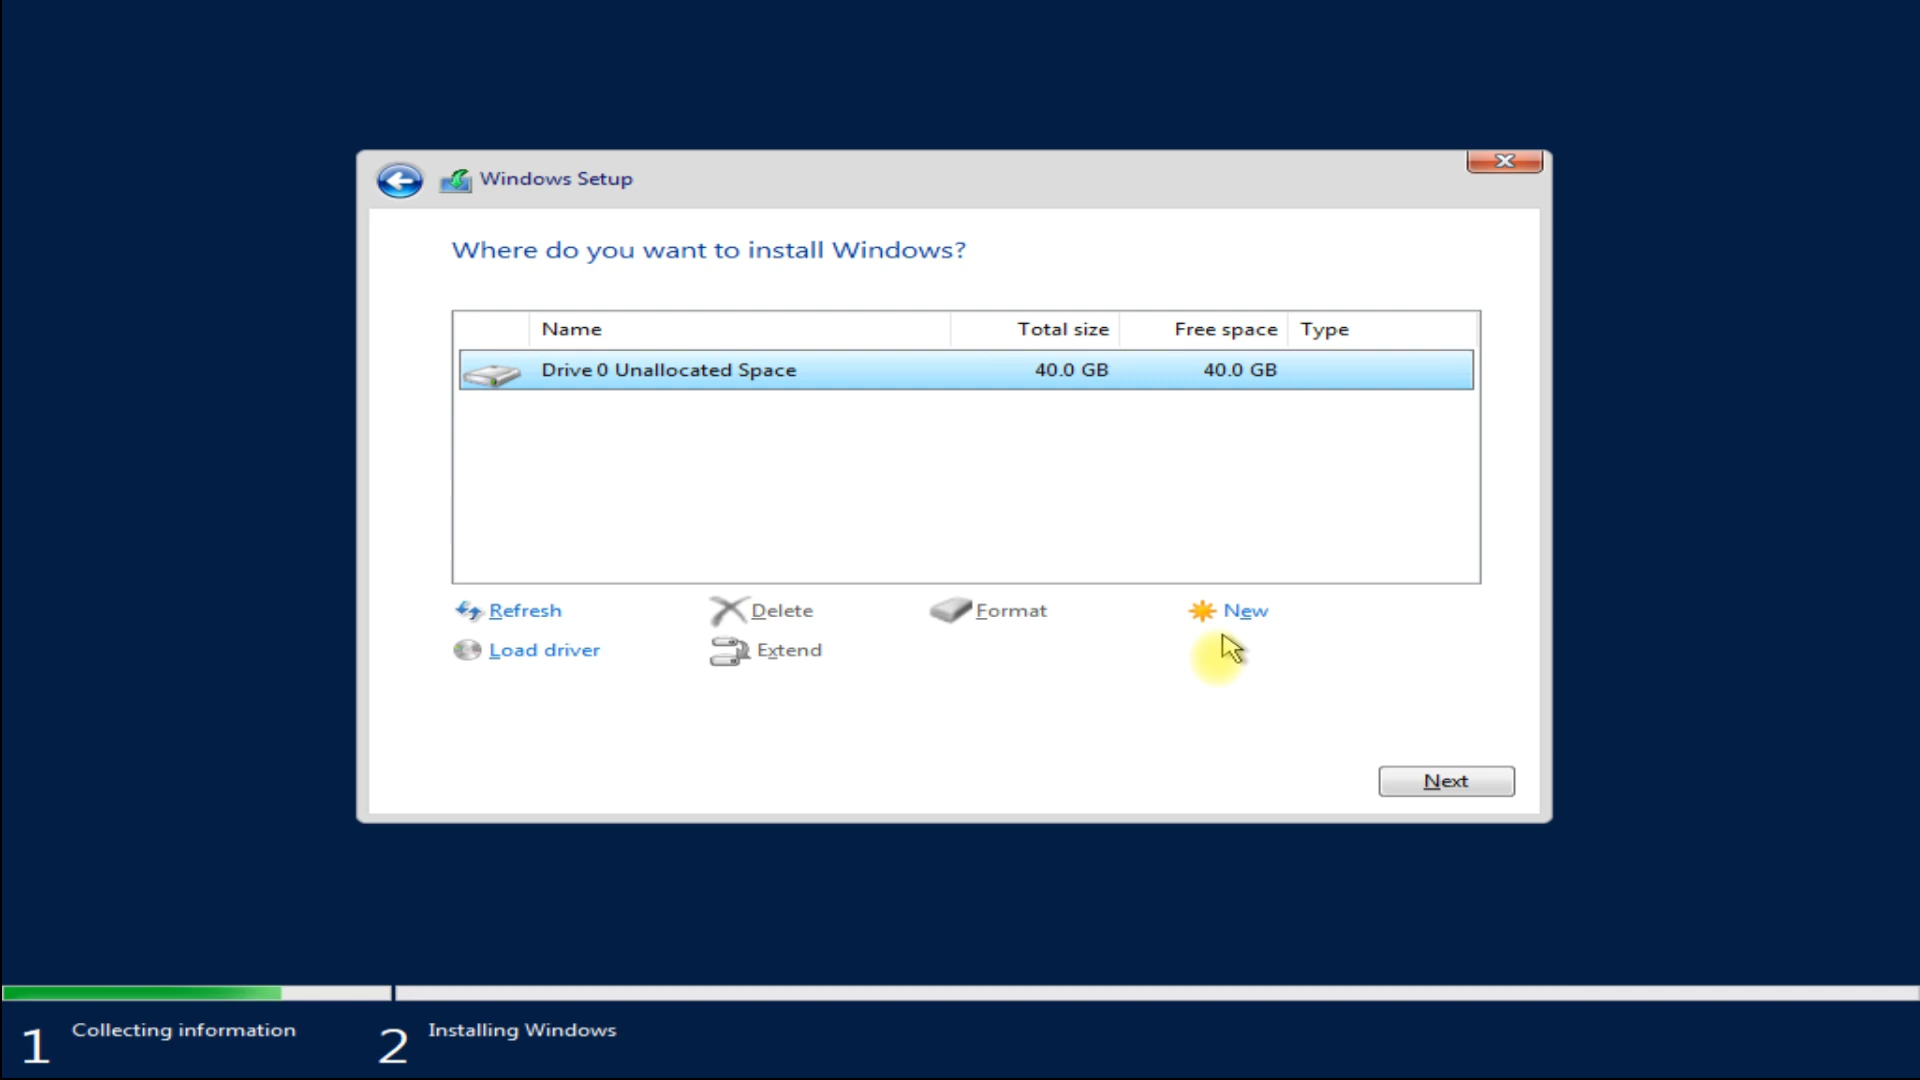 Windows Setup
Where do you want to install Windows?
Name Total size Free space Type
Drive 0 Unallocated Space 40.0 GB 40.0 GB
Refresh Delete Format New
Load driver Extend
Next
1 Collecting information 2 Installing Windows